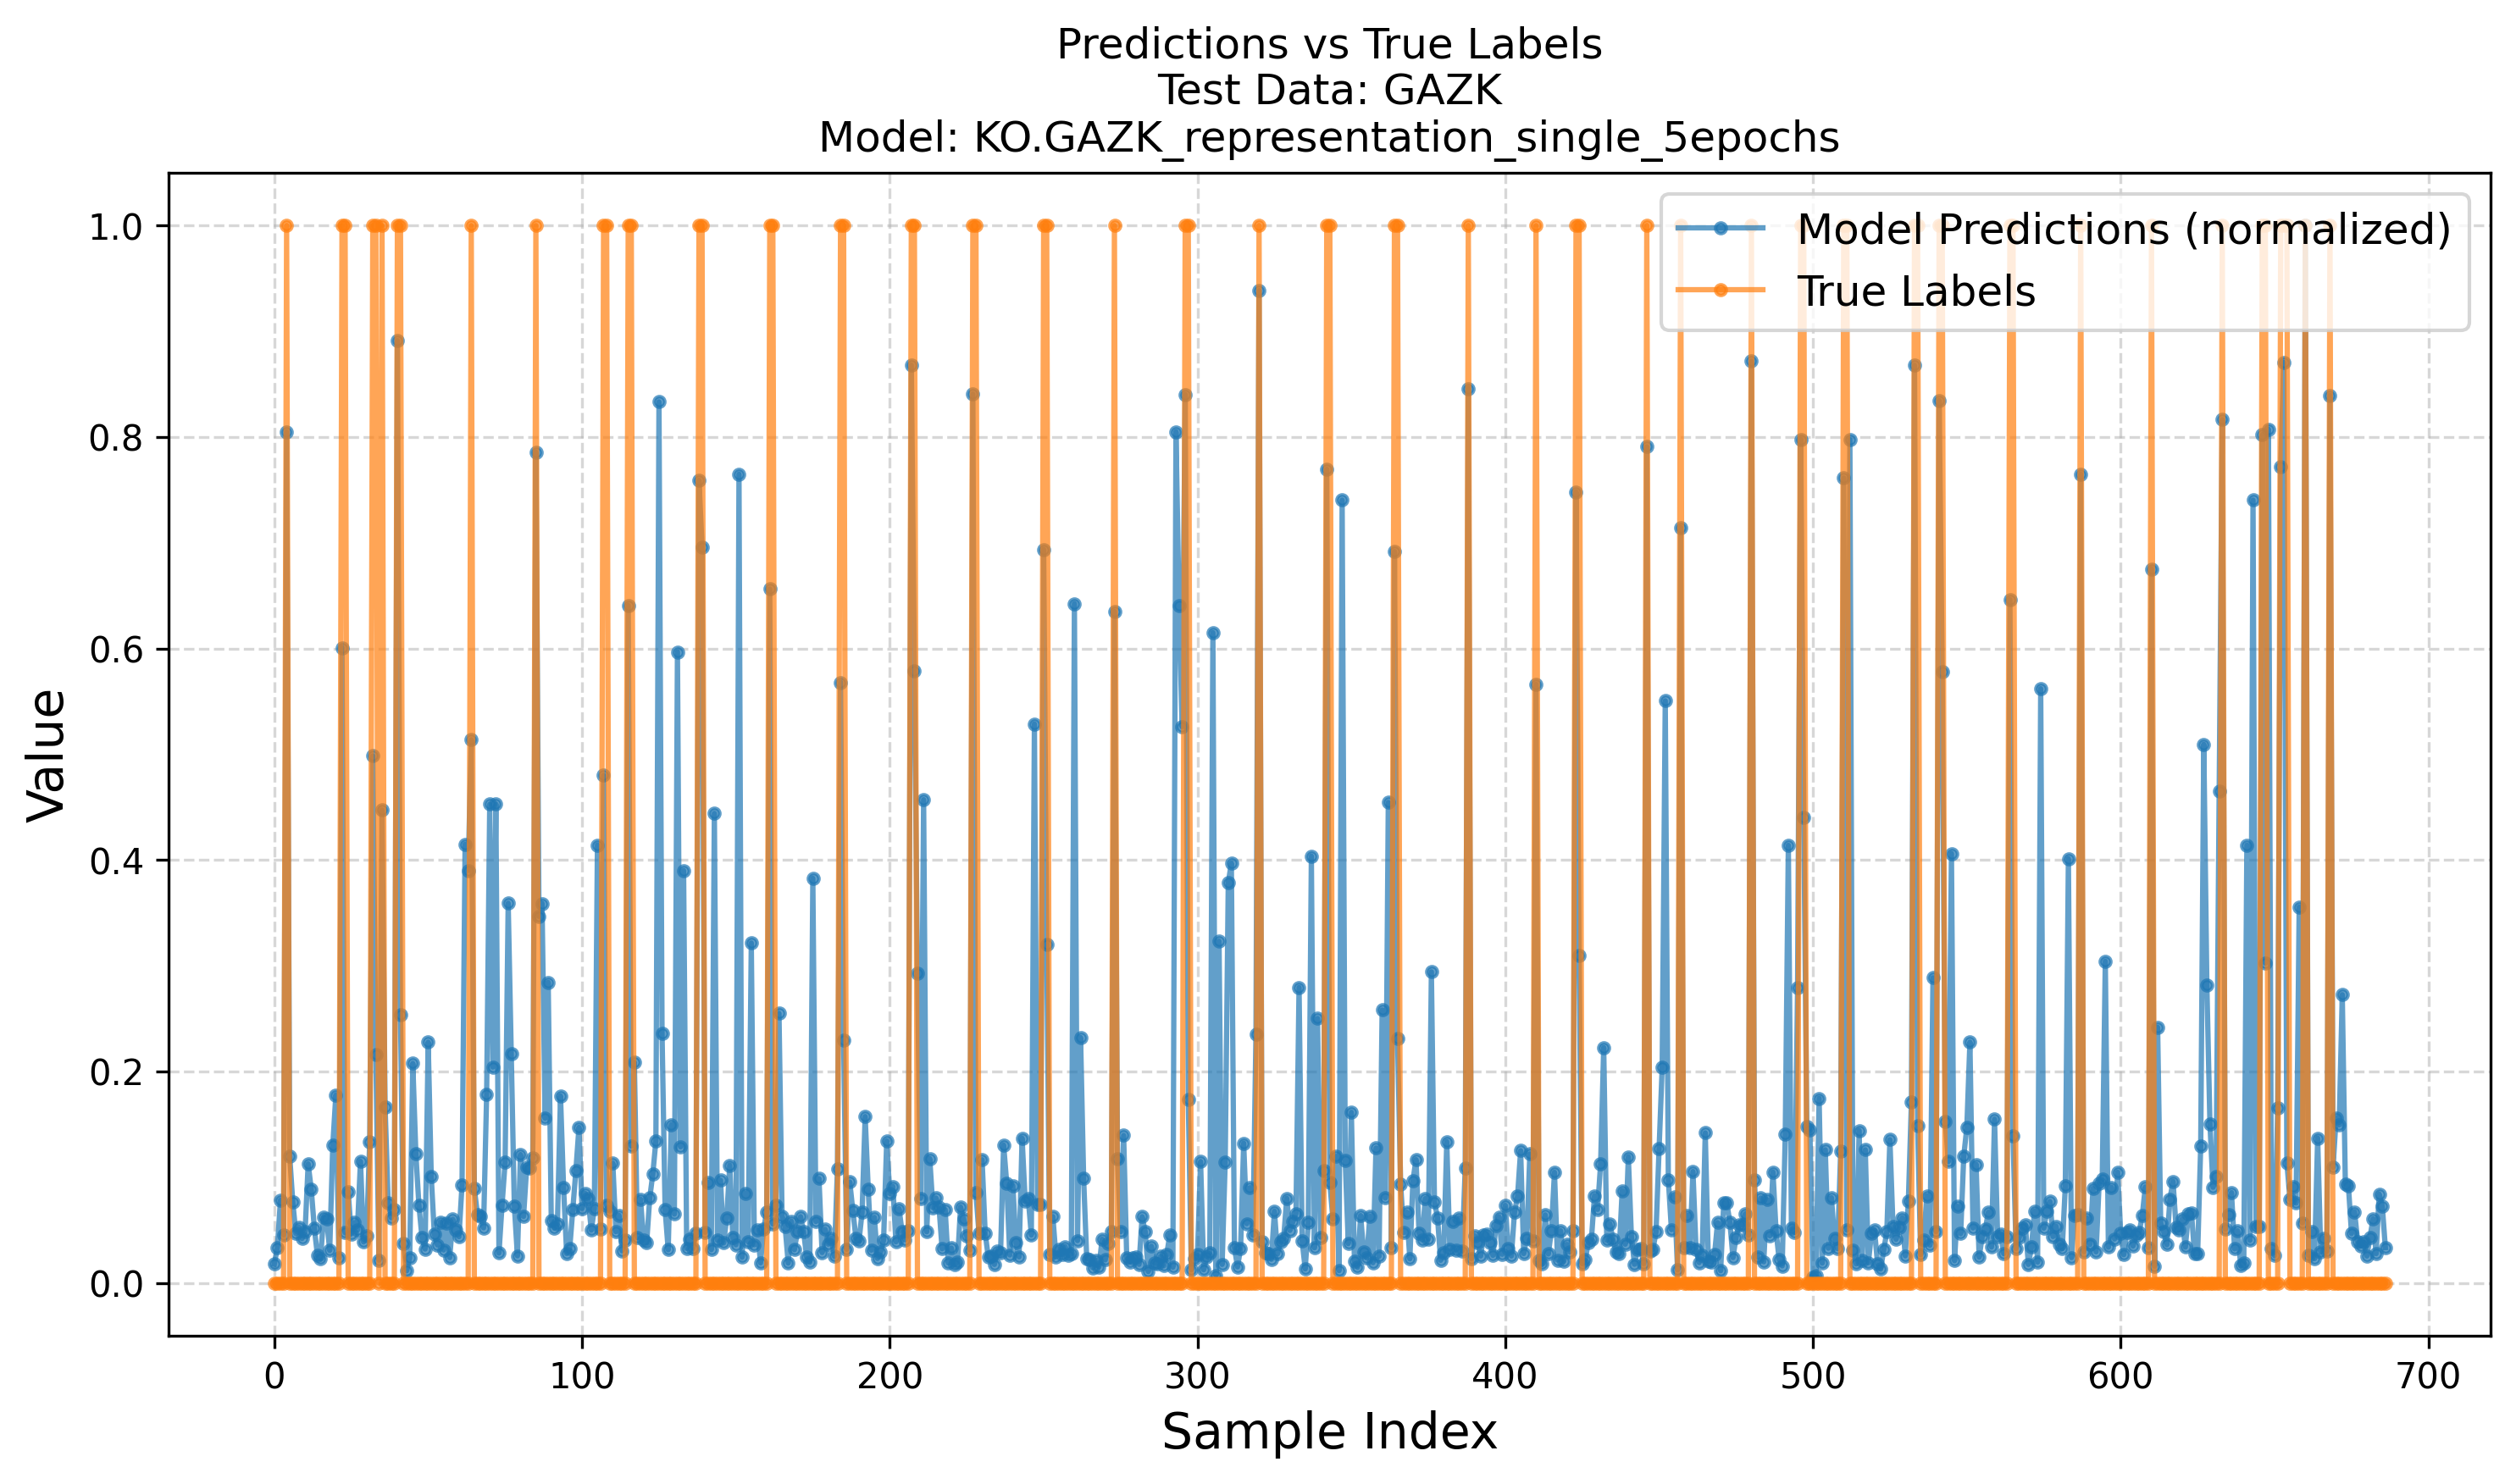 Predictions vs True Labels
Test Data: GAZK
Model: KO.GAZK_representation_single_5epochs
Model Predictions (normalized)
True Labels
Value
1.0
0.8
0.6
0.4
0.2
0.0
0 100 200 300 400 500 600 700
Sample Index